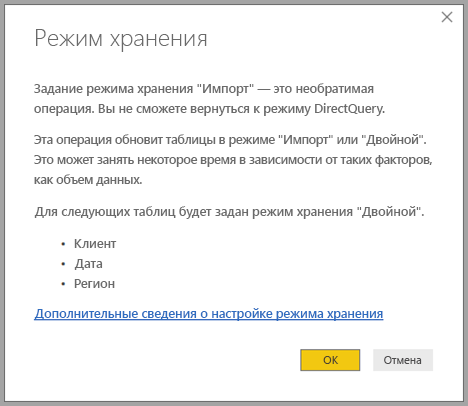 Режим хранения
Задание режима хранения "Импорт" — это необратимая
операция. Вы не сможете вернуться к режиму DirectQuery.
Эта операция обновит таблицы в режиме "Импорт" или "Двойной".
Это может занять некоторое время в зависимости от таких факторов,
как объем данных.
Для следующих таблиц будет задан режим хранения "Двойной".
• Клиент
• Дата
• Регион
Дополнительные сведения о настройке режима хранения
ОК Отмена